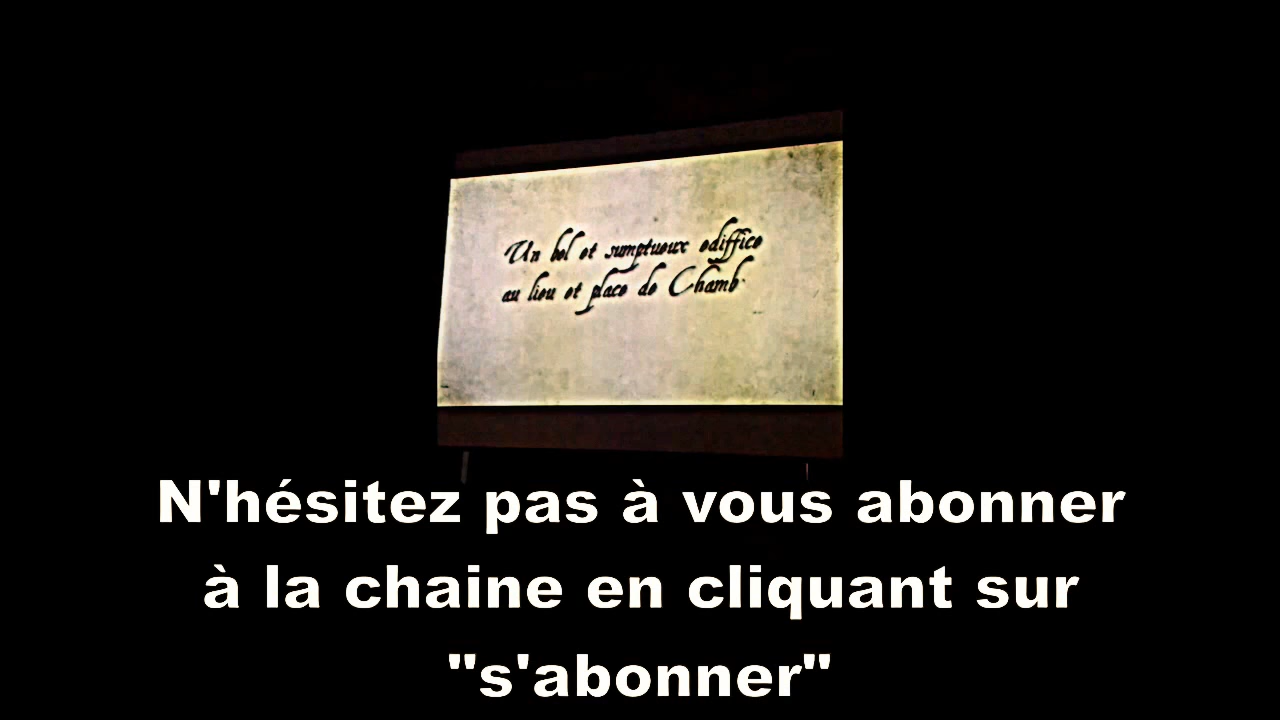 Un bel et sumptueux ediffice
au lieu et place de Chamb
N'hésitez pas à vous abonner
à la chaine en cliquant sur
"s'abonner"